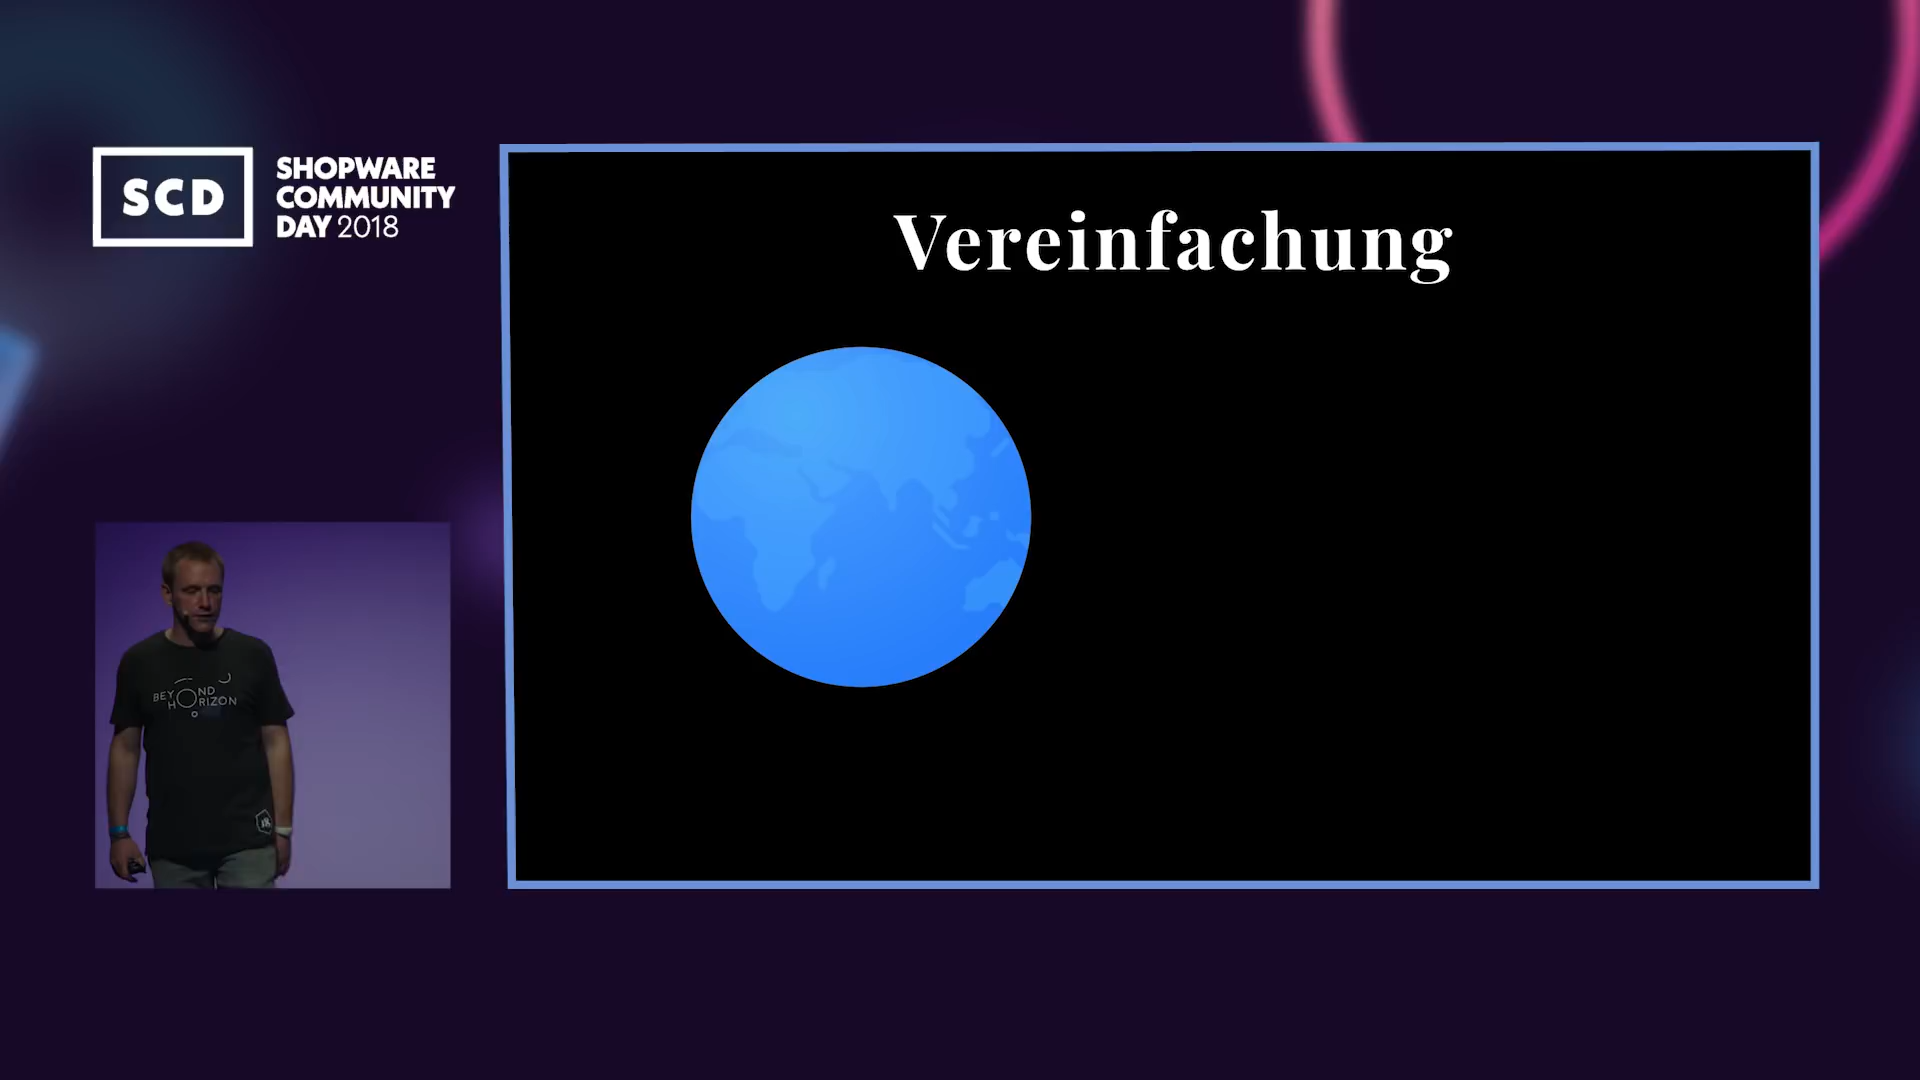 SCD
SHOPWARE
COMMUNITY
DAY 2018
Vereinfachung
BEYOND
HORIZON